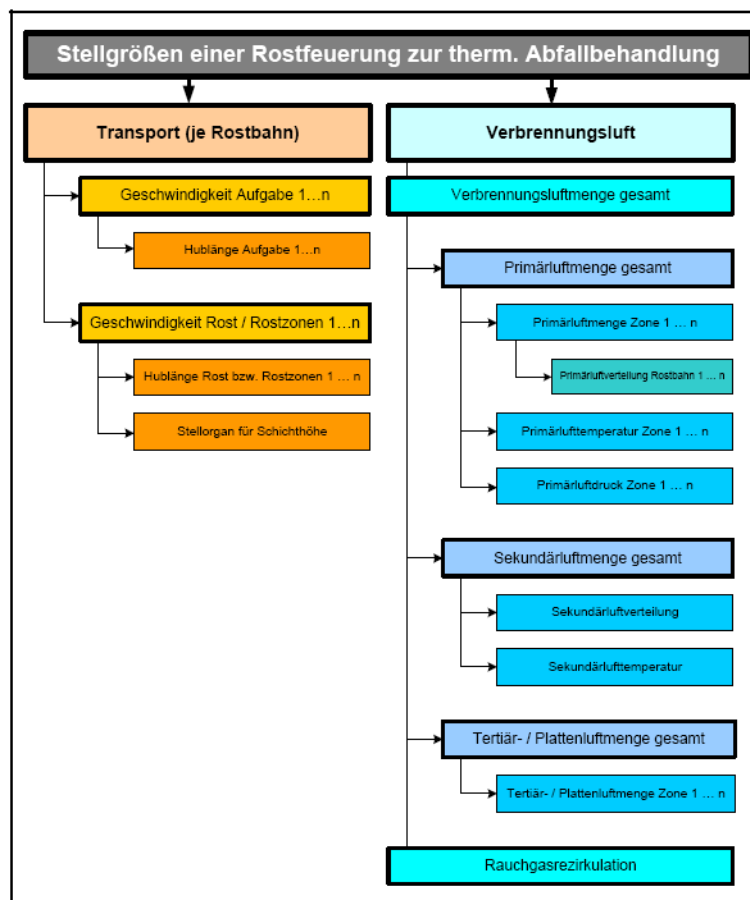 Stellgrößen einer Rostfeuerung zur therm. Abfallbehandlung
Transport (je Rostbahn)
Geschwindigkeit Aufgabe 1...n
Hublänge Aufgabe 1...n
Geschwindigkeit Rost / Rostzonen 1...n
Hublänge Rost bzw. Rostzonen 1 ... n
Stellorgan für Schichthöhe
Verbrennungsluft
Verbrennungsluftmenge gesamt
Primärluftmenge gesamt
Primärluftmenge Zone 1 ... n
Primärluftverteilung Rostbahn 1 ... n
Primärlufttemperatur Zone 1 ... n
Primärluftdruck Zone 1 ... n
Sekundärluftmenge gesamt
Sekundärluftverteilung
Sekundärlufttemperatur
Tertiär- / Plattenluftmenge gesamt
Tertiär- / Plattenluftmenge Zone 1 ... n
Rauchgasrezirkulation